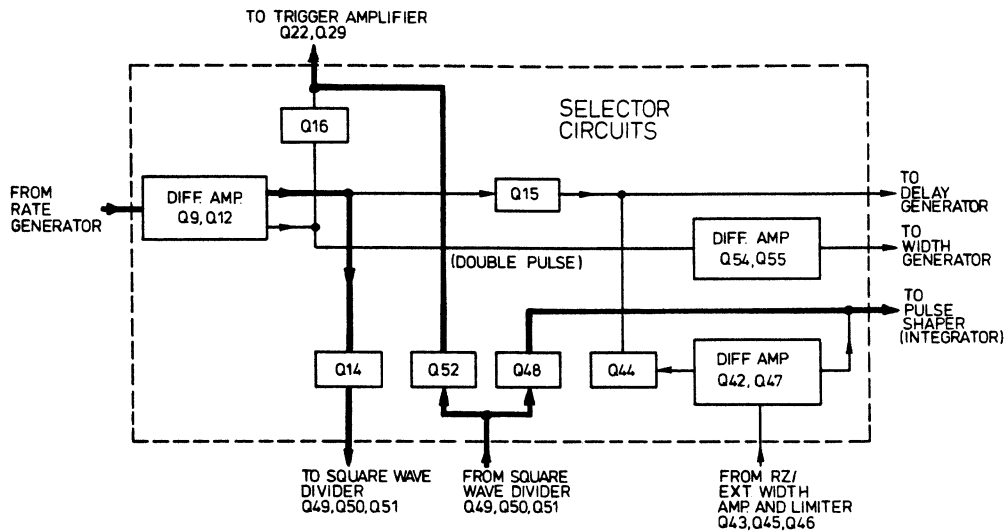 TO TRIGGER AMPLIFIER
Q22, Q29
SELECTOR
CIRCUITS
Q16
FROM
RATE
GENERATOR
DIFF. AMP.
Q9, Q12
Q15
TO
DELAY
GENERATOR
(DOUBLE PULSE)
DIFF. AMP
Q54, Q55
TO
WIDTH
GENERATOR
TO
PULSE
SHAPER
(INTEGRATOR)
Q14
Q52
Q48
Q44
DIFF AMP
Q42, Q47
TO SQUARE WAVE
DIVIDER
Q49, Q50, Q51
FROM SQUARE
WAVE DIVIDER
Q49, Q50, Q51
FROM RZ/
EXT. WIDTH
AMP. AND LIMITER
Q43, Q45, Q46